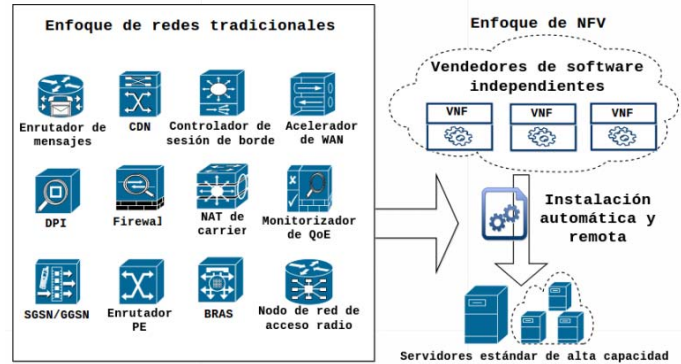 Enfoque de redes tradicionales
Enrutador de
mensajes
CDN
Controlador de
sesión de borde
Acelerador
de WAN
DPI
Firewal
NAT de
carrier
Monitorizador
de QoE
SGSN/GGSN
Enrutador
PE
BRAS
Nodo de red de
acceso radio
Enfoque de NFV
Vendedores de software
independientes
VNF
VNF
VNF
Instalación
automática y
remota
Servidores estándar de alta capacidad